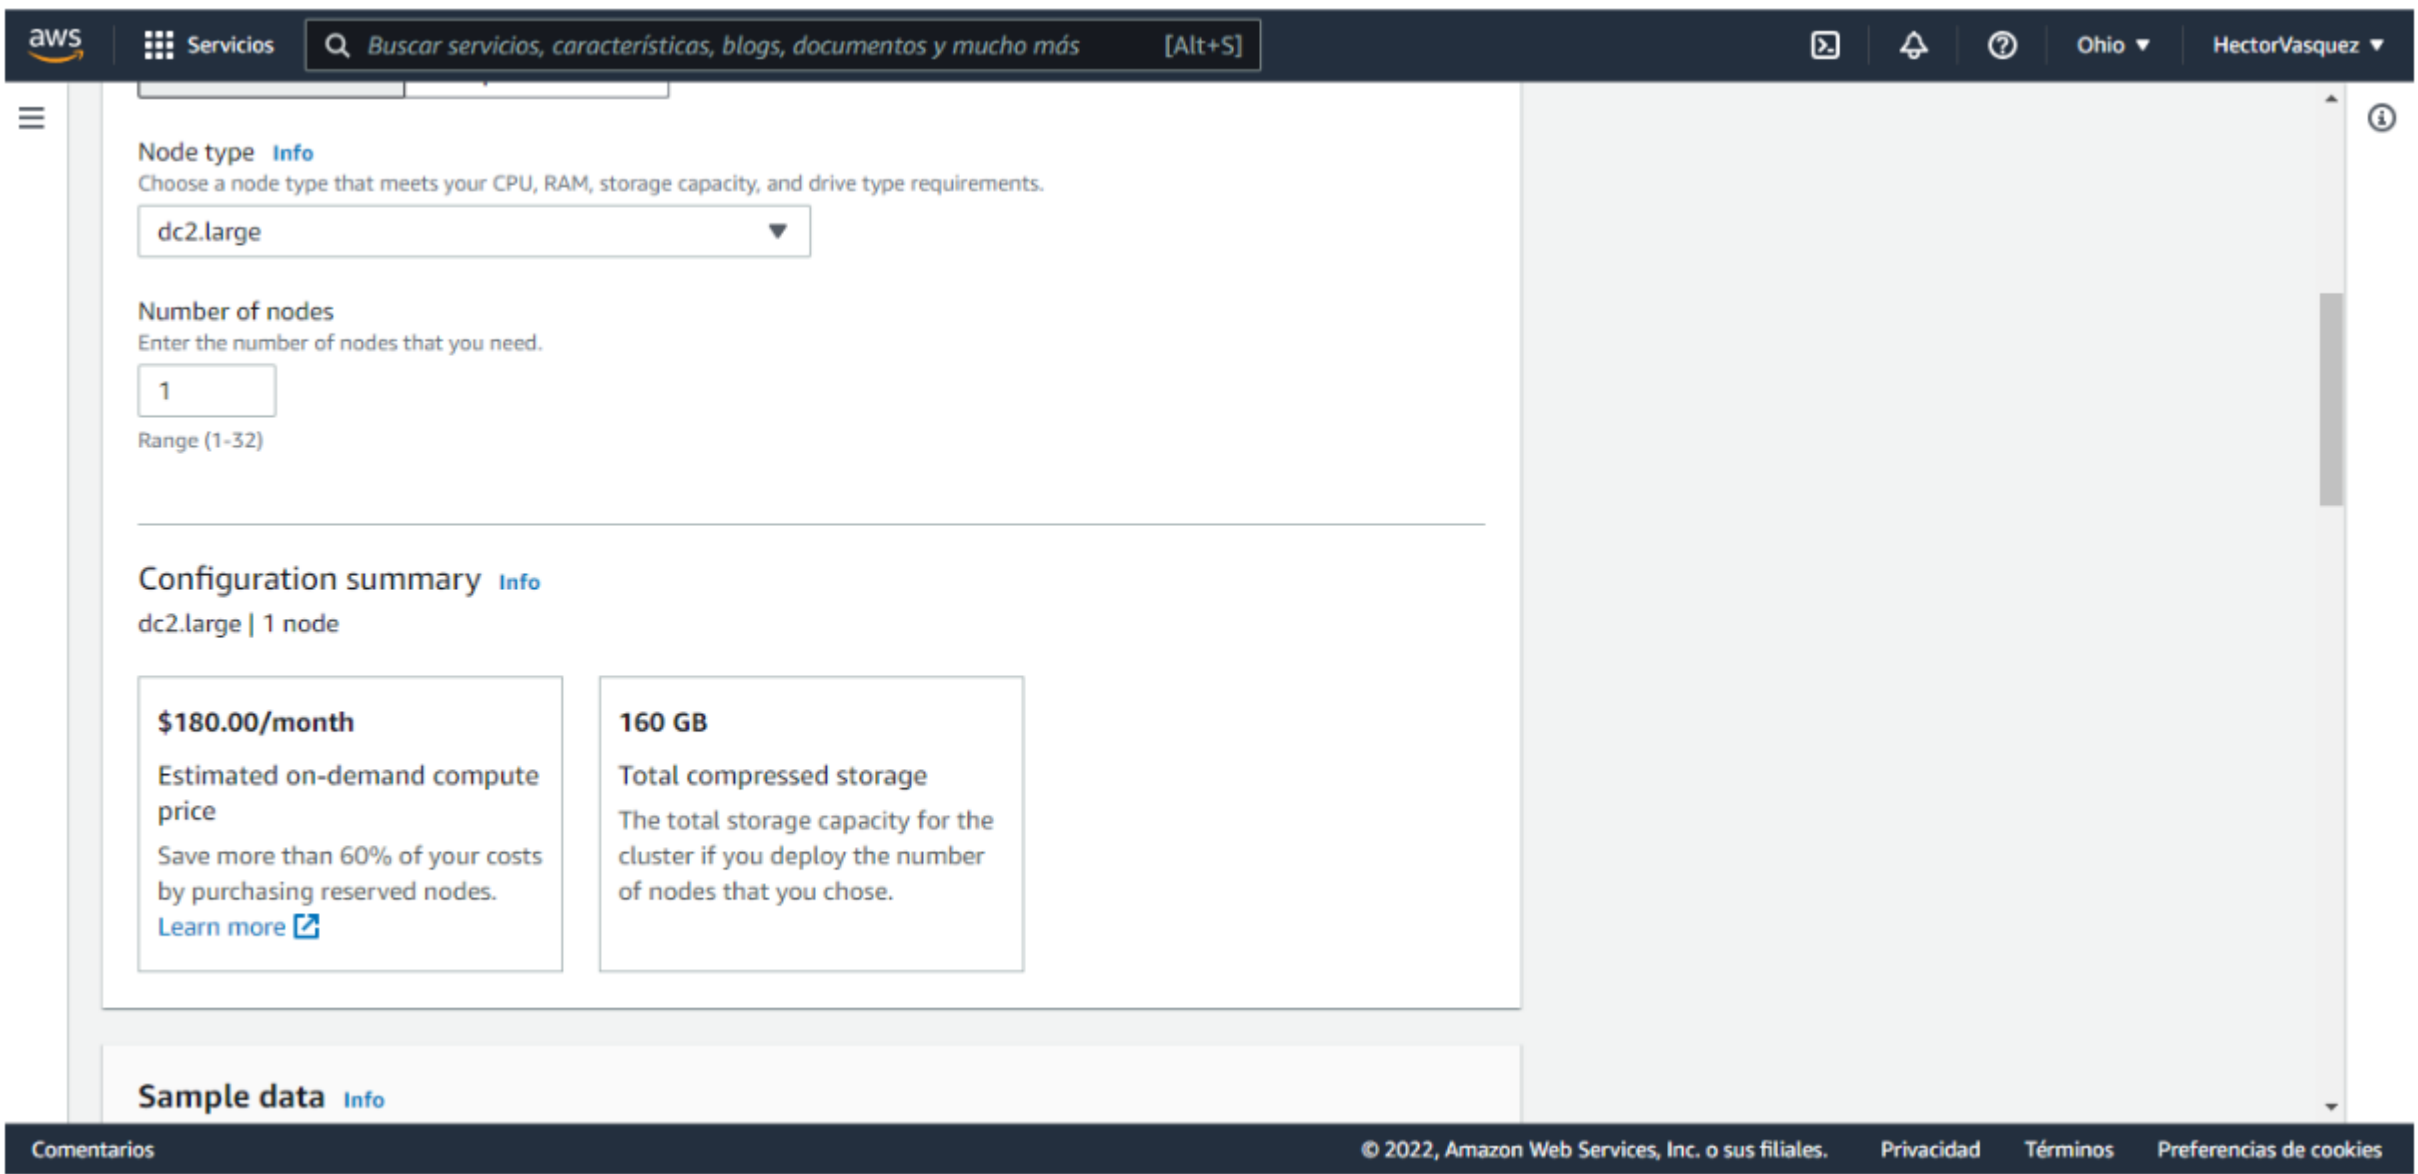 aws
Servicios
Buscar servicios, características, blogs, documentos y mucho más
[Alt+S]
Ohio
HectorVasquez
Node type Info
Choose a node type that meets your CPU, RAM, storage capacity, and drive type requirements.
dc2.large
Number of nodes
Enter the number of nodes that you need.
1
Range (1-32)
Configuration summary Info
dc2.large | 1 node
$180.00/month
Estimated on-demand compute
price
Save more than 60% of your costs
by purchasing reserved nodes.
Learn more
160 GB
Total compressed storage
The total storage capacity for the
cluster if you deploy the number
of nodes that you chose.
Sample data Info
Comentarios
© 2022, Amazon Web Services, Inc. o sus filiales.
Privacidad
Términos
Preferencias de cookies